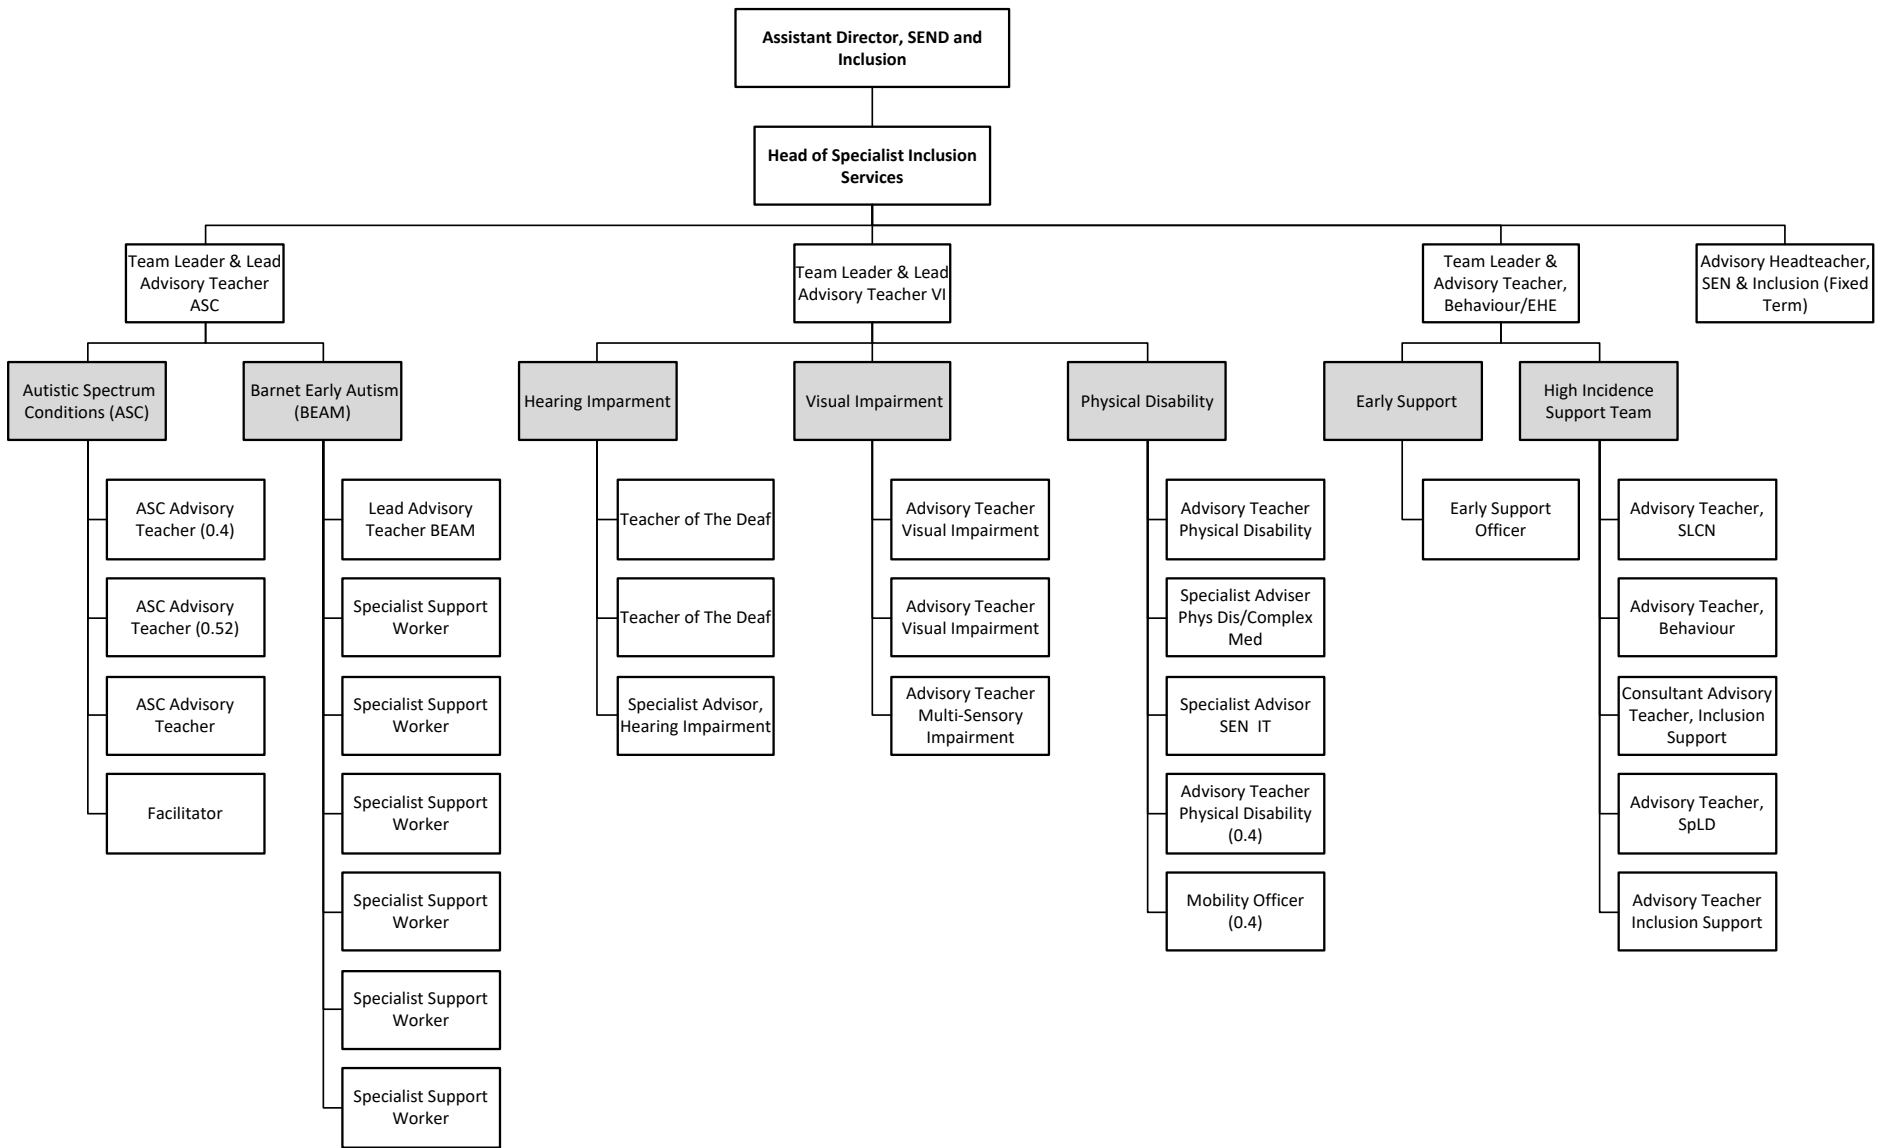 Assistant Director, SEND and
Inclusion
Head of Specialist Inclusion
Services
Team Leader & Lead
Advisory Teacher
ASC
Team Leader & Lead
Advisory Teacher VI
Team Leader &
Advisory Teacher,
Behaviour/EHE
Advisory Headteacher,
SEN & Inclusion (Fixed
Term)
Autistic Spectrum
Conditions (ASC)
Barnet Early Autism
(BEAM)
Hearing Imparment
Visual Impairment
Physical Disability
Early Support
High Incidence
Support Team
ASC Advisory
Teacher (0.4)
ASC Advisory
Teacher (0.52)
ASC Advisory
Teacher
Facilitator
Lead Advisory
Teacher BEAM
Specialist Support
Worker
Specialist Support
Worker
Specialist Support
Worker
Specialist Support
Worker
Specialist Support
Worker
Specialist Support
Worker
Teacher of The Deaf
Teacher of The Deaf
Specialist Advisor,
Hearing Impairment
Advisory Teacher
Visual Impairment
Advisory Teacher
Visual Impairment
Advisory Teacher
Multi-Sensory
Impairment
Advisory Teacher
Physical Disability
Specialist Adviser
Phys Dis/Complex
Med
Specialist Advisor
SEN  IT
Advisory Teacher
Physical Disability
(0.4)
Mobility Officer
(0.4)
Early Support
Officer
Advisory Teacher,
SLCN
Advisory Teacher,
Behaviour
Consultant Advisory
Teacher, Inclusion
Support
Advisory Teacher,
SpLD
Advisory Teacher
Inclusion Support